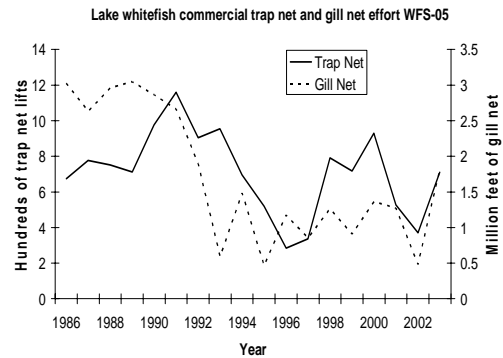 Lake whitefish commercial trap net and gill net effort WFS-05
Trap Net
Gill Net
Hundreds of trap net lifts
14
12
10
8
6
4
2
0
Million feet of gill net
3.5
3
2.5
2
1.5
1
0.5
0
1986 1988 1990 1992 1994 1996 1998 2000 2002
Year